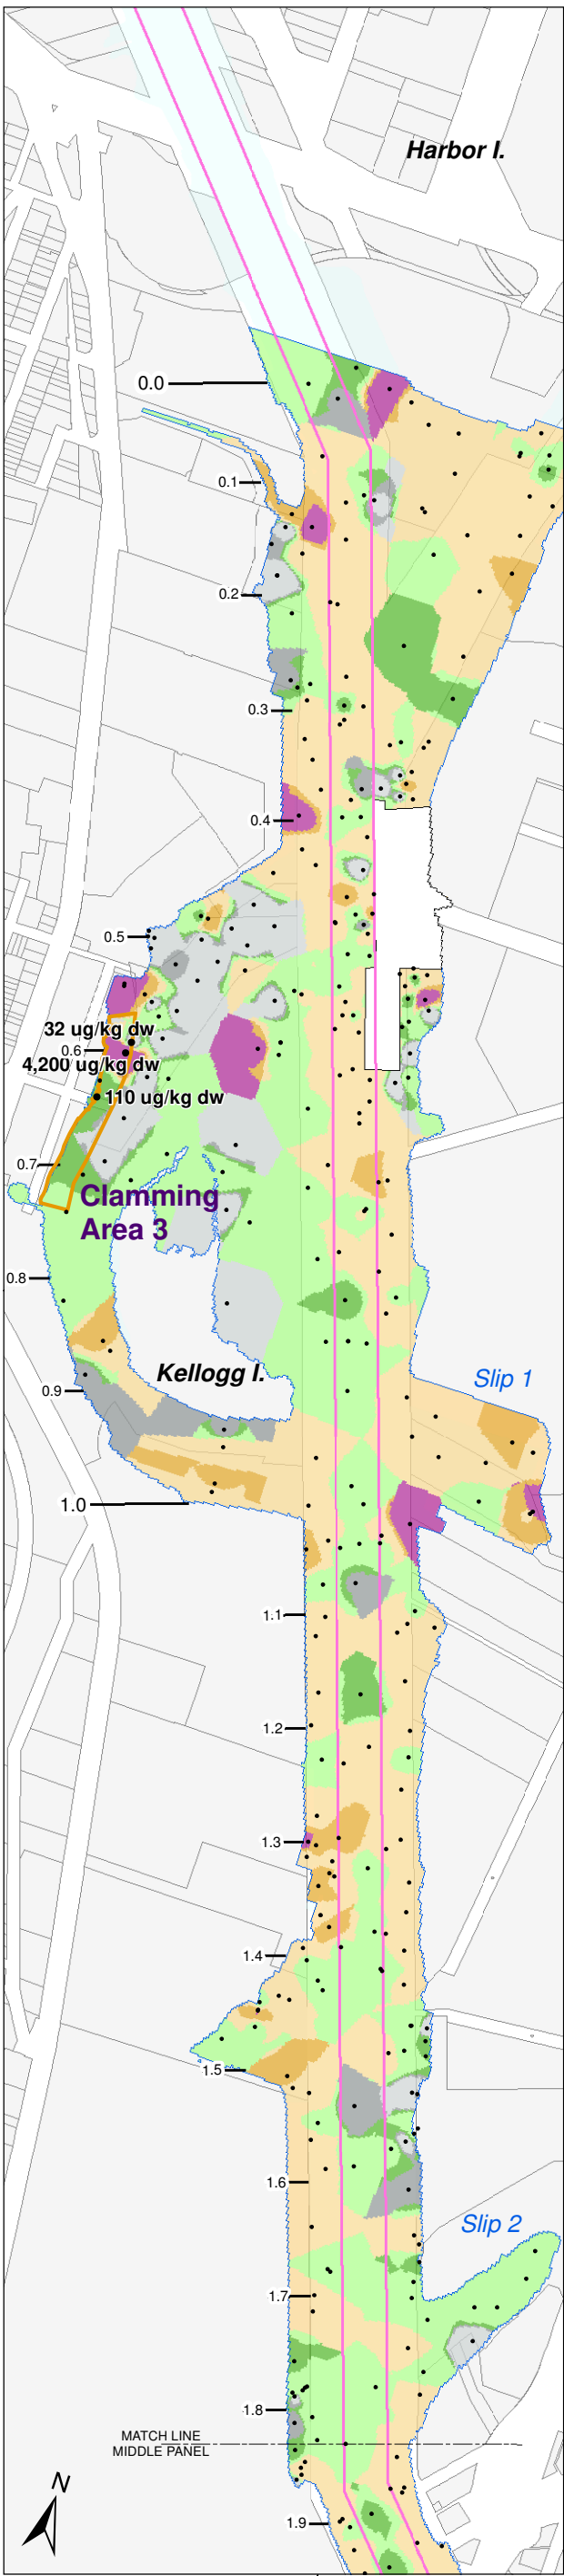 Harbor I.
0.0
0.1
0.2
0.3
0.4
0.5
32 ug/kg dw
0.6
4,200 ug/kg dw
110 ug/kg dw
0.7
Clamming
Area 3
0.8
Kellogg I.
Slip 1
0.9
1.0
1.1
1.2
1.3
1.4
1.5
1.6
Slip 2
1.7
1.8
MATCH LINE
MIDDLE PANEL
N
1.9